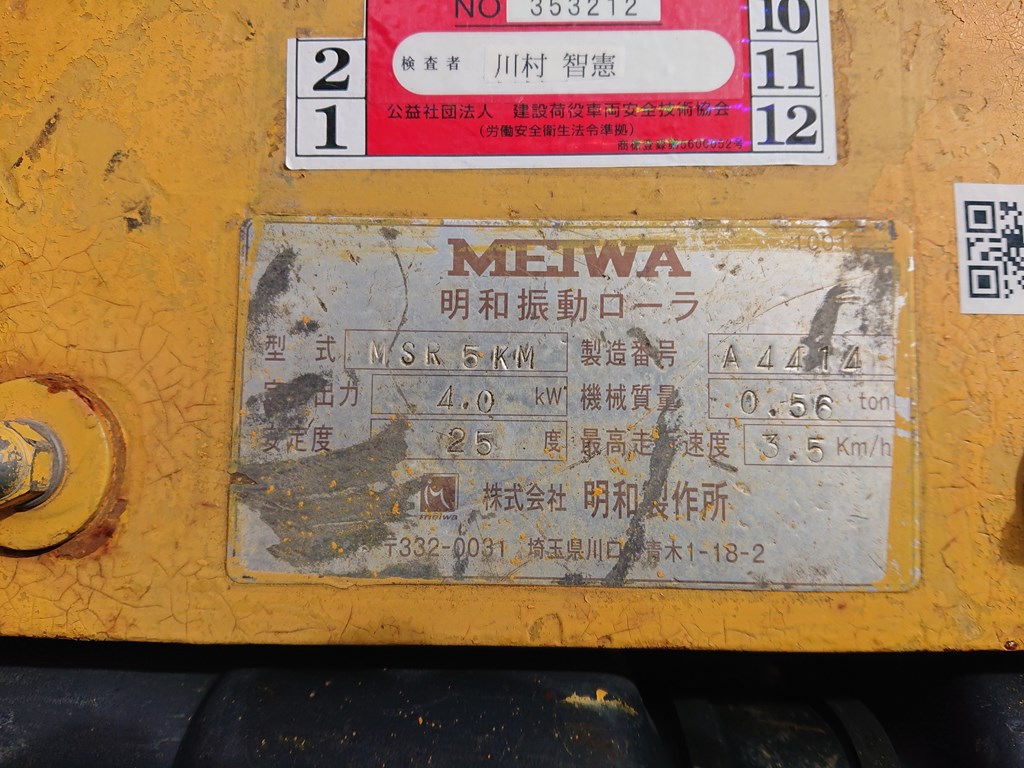 NO 353212
10
2
検査者 川村 智憲
11
1
公益社団法人 建設荷役車両安全技術協会
(労働安全衛生法令準拠)
12
MEIWA
明和振動ローラ
型式 MSR5KM 製造番号 A4414
出力 4.0 kW 機械質量 0.56 ton
安定度 25 度 最高走 速度 3.5 Km/h
meiwa 株式会社 明和製作所
〒332-0031 埼玉県川口 青木1-18-2